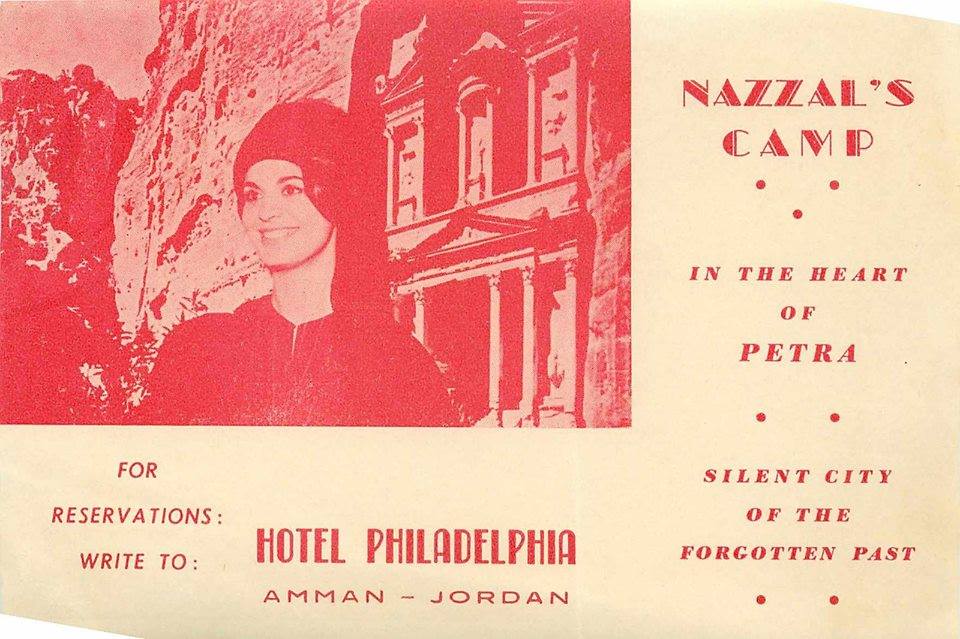 NAZZAL'S
CAMP
IN THE HEART
OF
PETRA
SILENT CITY
OF THE
FORGOTTEN PAST
FOR
RESERVATIONS:
WRITE TO:
HOTEL PHILADELPHIA
AMMAN - JORDAN